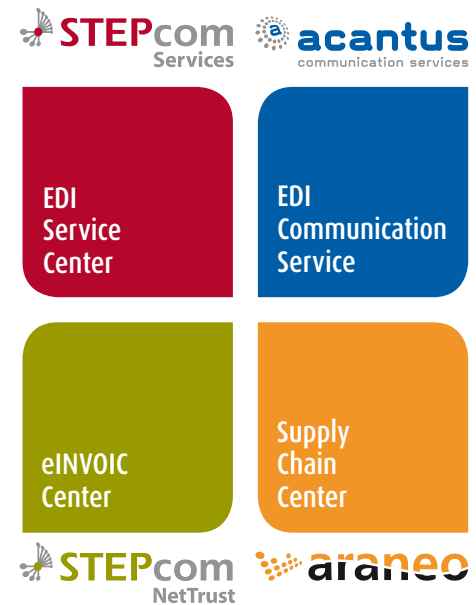 STEPcom
Services
acantus
communication services
EDI
Service
Center
EDI
Communication
Service
eINVOIC
Center
Supply
Chain
Center
STEPcom
NetTrust
araneo